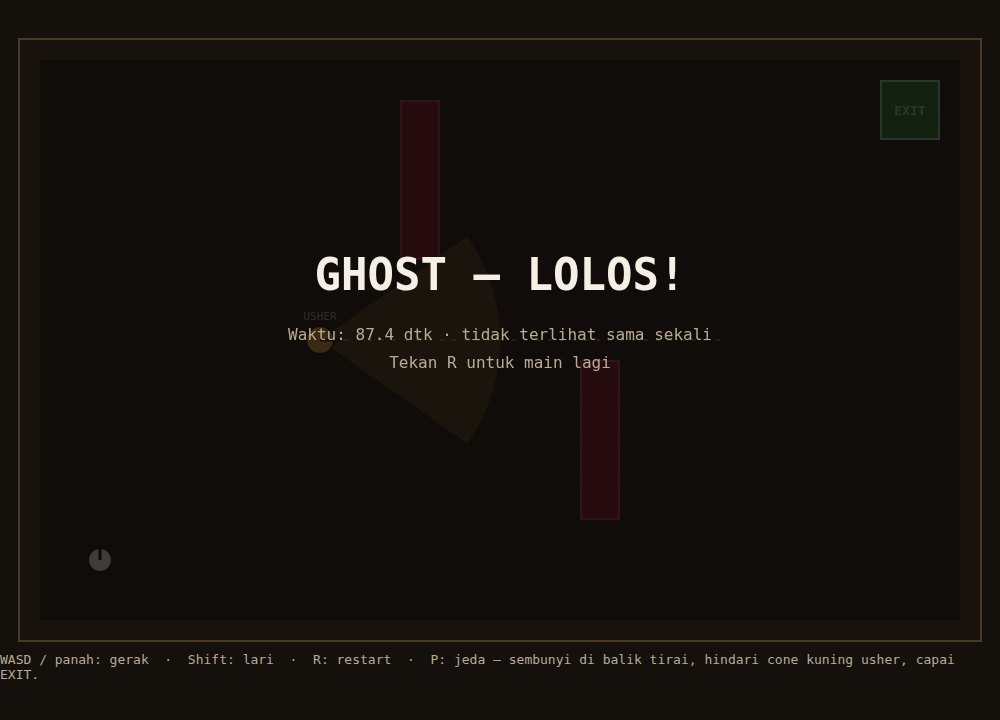 EXIT
GHOST — LOLOS!
USHER
Waktu: 87.4 dtk · tidak terlihat sama sekali
Tekan R untuk main lagi
WASD / panah: gerak · Shift: lari · R: restart · P: jeda — sembunyi di balik tirai, hindari cone kuning usher, capai
EXIT.